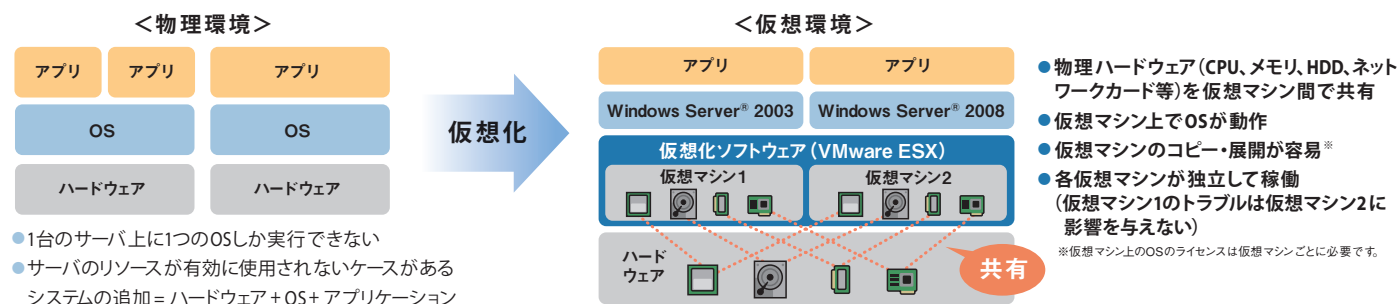 ＜物理環境＞
アプリ
アプリ
アプリ
OS
OS
ハードウェア
ハードウェア
●1台のサーバ上に1つのOSしか実行できない
●サーバのリソースが有効に使用されないケースがある
システムの追加=ハードウェア+OS+アプリケーション
仮想化
＜仮想環境＞
アプリ
アプリ
Windows Server® 2003
Windows Server® 2008
仮想化ソフトウェア（VMware ESX）
仮想マシン1
仮想マシン2
ハード
ウェア
共有
●物理ハードウェア（CPU、メモリ、HDD、ネット
ワークカード等）を仮想マシン間で共有
●仮想マシン上でOSが動作
●仮想マシンのコピー・展開が容易※
●各仮想マシンが独立して稼働
（仮想マシン1のトラブルは仮想マシン2に
影響を与えない）
※仮想マシン上のOSのライセンスは仮想マシンごとに必要です。